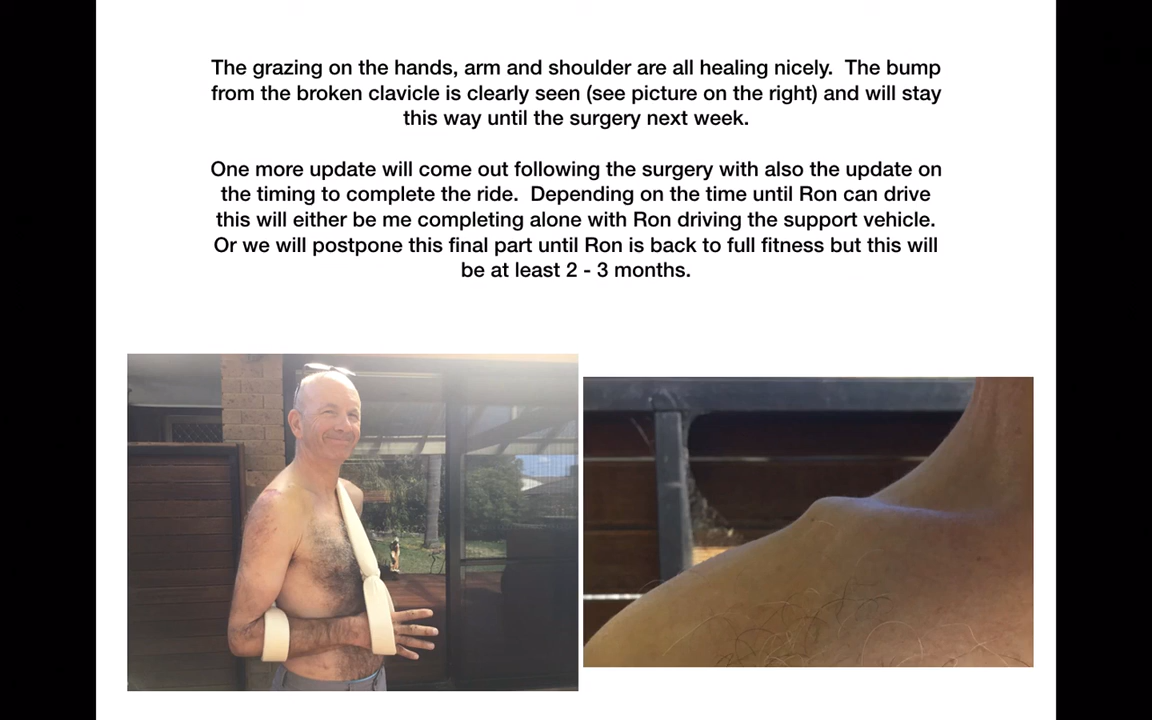 The grazing on the hands, arm and shoulder are all healing nicely.  The bump
from the broken clavicle is clearly seen (see picture on the right) and will stay
this way until the surgery next week.
One more update will come out following the surgery with also the update on
the timing to complete the ride.  Depending on the time until Ron can drive
this will either be me completing alone with Ron driving the support vehicle.
Or we will postpone this final part until Ron is back to full fitness but this will
be at least 2 - 3 months.